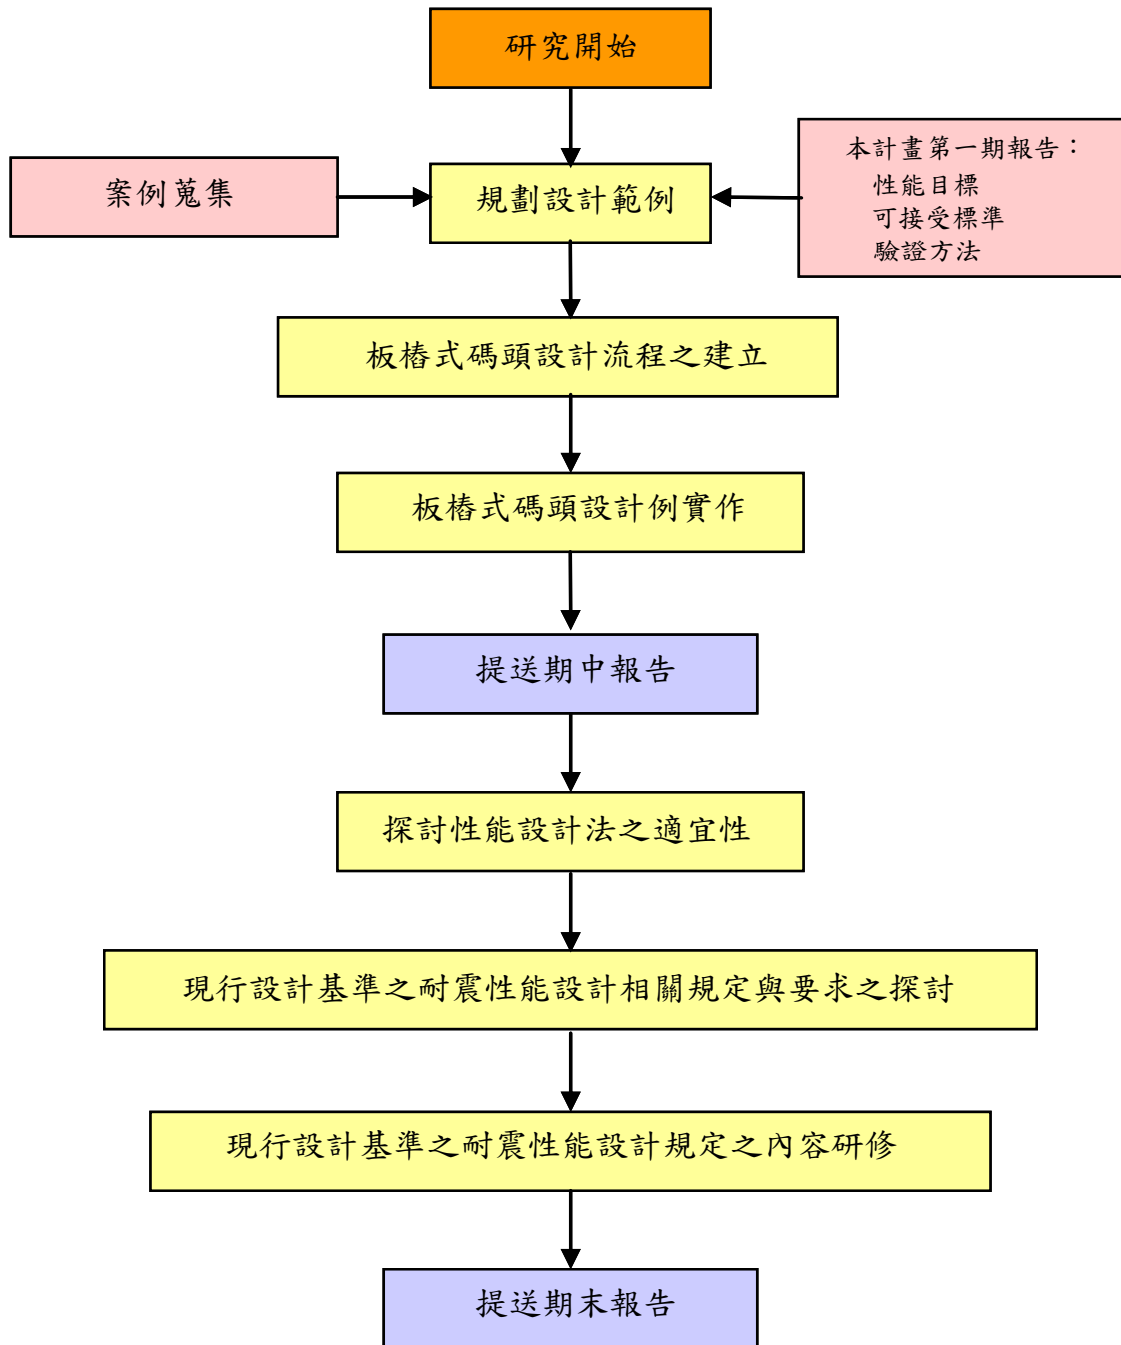 研究開始
案例蒐集
規劃設計範例
本計畫第一期報告：
性能目標
可接受標準
驗證方法
板樁式碼頭設計流程之建立
板樁式碼頭設計例實作
提送期中報告
探討性能設計法之適宜性
現行設計基準之耐震性能設計相關規定與要求之探討
現行設計基準之耐震性能設計規定之內容研修
提送期末報告